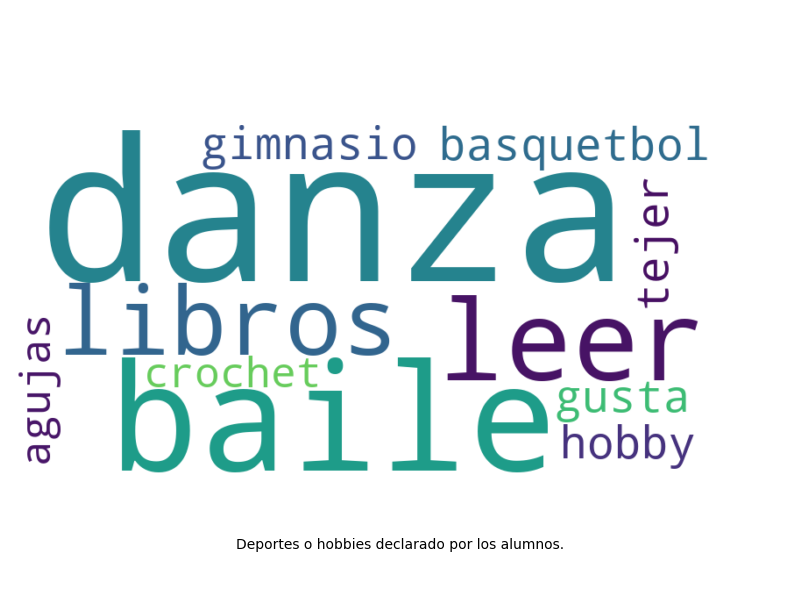 gimnasio basquetbol
danza
tejer
libros
leer
agujas
crochet
baile
gusta
hobby
Deportes o hobbies declarado por los alumnos.